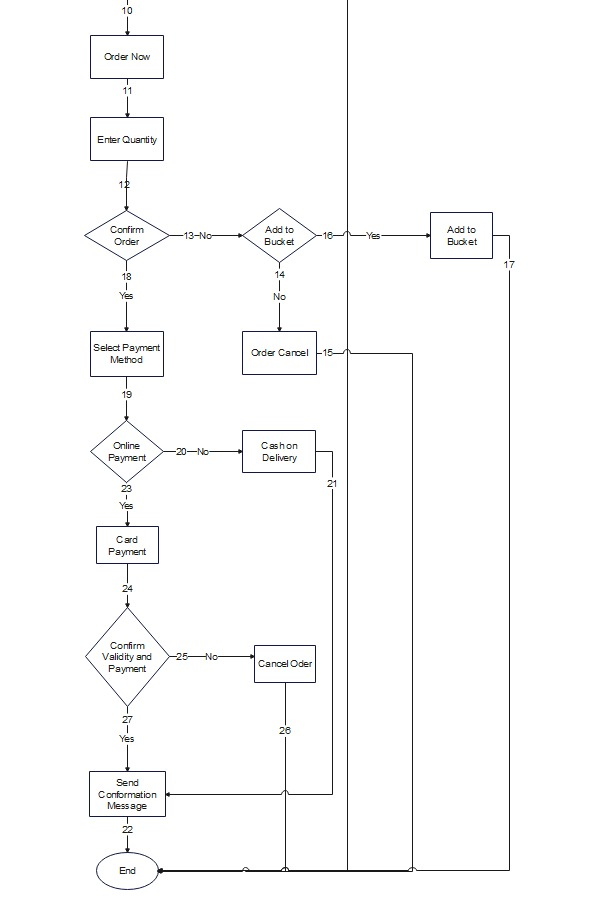 10
Order Now
11
Enter Quantity
12
Confirm
Order
13
No
Add to
Bucket
16
Yes
Add to
Bucket
17
18
Yes
14
No
Select Payment
Method
Order Cancel
15
19
Online
Payment
20
No
Cash on
Delivery
21
23
Yes
Card
Payment
24
Confirm
Validity and
Payment
25
No
Cancel Oder
26
27
Yes
Send
Conformation
Message
22
End